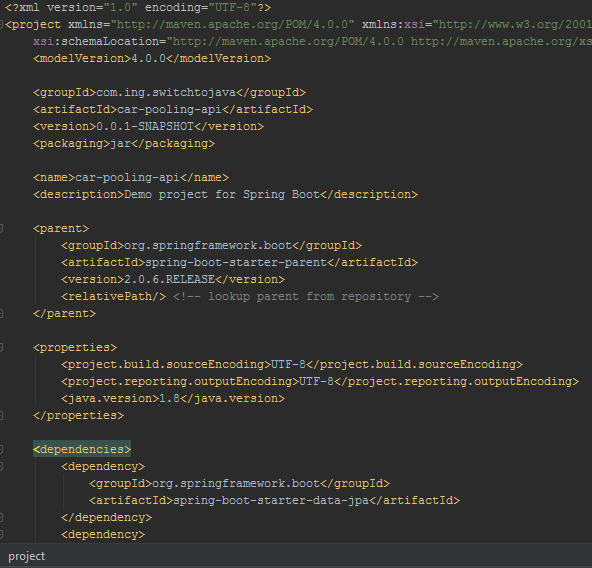 <?xml version="1.0" encoding="UTF-8"?>
<project xmlns="http://maven.apache.org/POM/4.0.0" xmlns:xsi="http://www.w3.org/2001
xsi:schemaLocation="http://maven.apache.org/POM/4.0.0 http://maven.apache.org/xs
<modelVersion>4.0.0</modelVersion>
<groupId>com.ing.switchtojava</groupId>
<artifactId>car-pooling-api</artifactId>
<version>0.0.1-SNAPSHOT</version>
<packaging>jar</packaging>
<name>car-pooling-api</name>
<description>Demo project for Spring Boot</description>
<parent>
<groupId>org.springframework.boot</groupId>
<artifactId>spring-boot-starter-parent</artifactId>
<version>2.0.6.RELEASE</version>
<relativePath/> <!-- lookup parent from repository -->
</parent>
<properties>
<project.build.sourceEncoding>UTF-8</project.build.sourceEncoding>
<project.reporting.outputEncoding>UTF-8</project.reporting.outputEncoding>
<java.version>1.8</java.version>
</properties>
<dependencies>
<dependency>
<groupId>org.springframework.boot</groupId>
<artifactId>spring-boot-starter-data-jpa</artifactId>
</dependency>
<dependency>
project